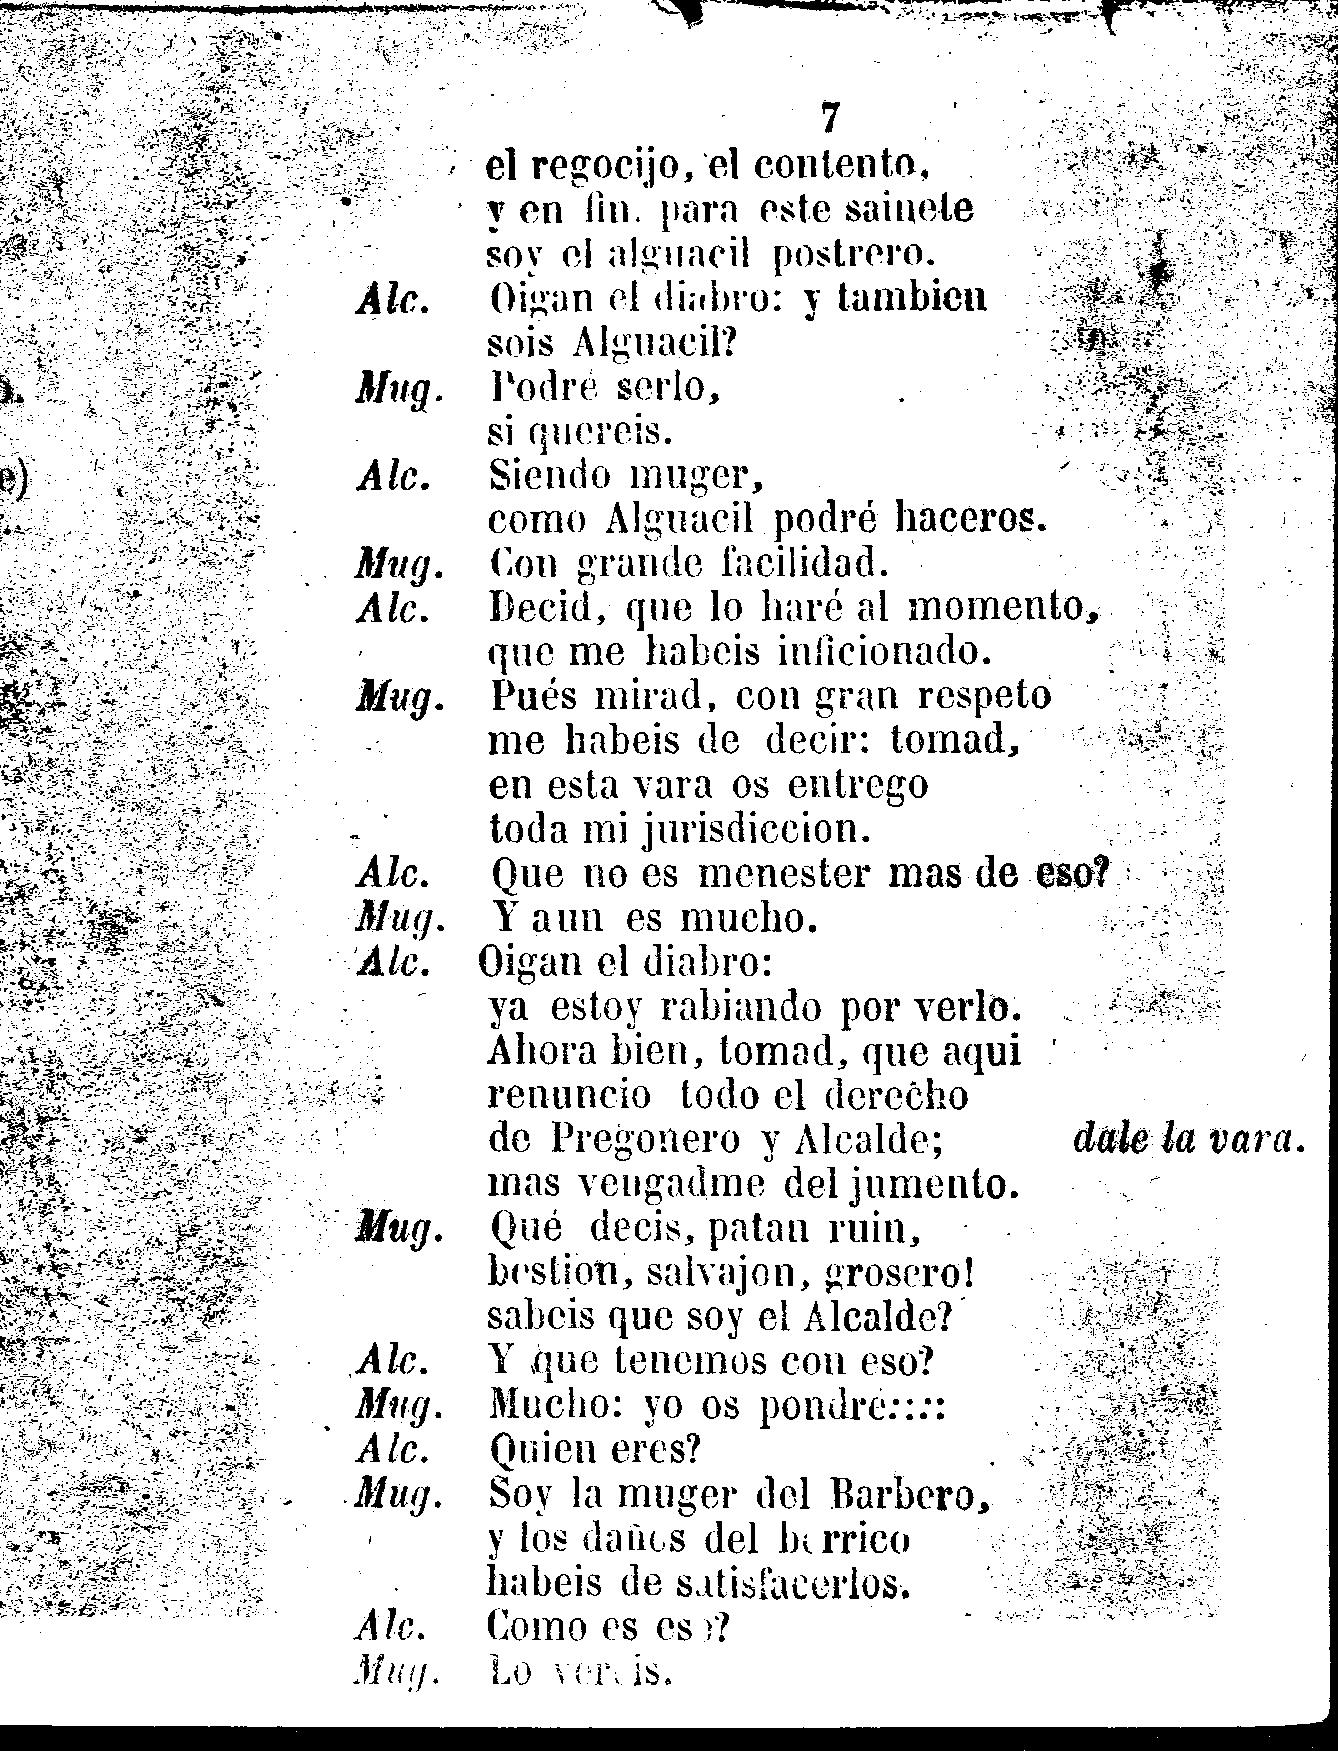 7
el regocijo, el contento,
y en fin. para este sainete
soy el alguacil postrero.
Alc. Oigan el diabro: y tambien
sois Alguacil?
Mug. Podré serlo,
si quereis.
Alc. Siendo muger,
como Alguacil podré haceros.
Mug. Con grande facilidad.
Alc. Decid, que lo haré al momento,
que me habeis inficionado.
Mug. Pués mirad, con gran respeto
me habeis de decir: tomad,
en esta vara os entrego
toda mi jurisdiccion.
Alc. Que no es menester mas de eso?
Mug. Y aun es mucho.
Alc. Oigan el diabro:
ya estoy rabiando por verlo.
Ahora bien, tomad, que aqui
renuncio todo el derecho
de Pregonero y Alcalde; dale la vara.
mas vengadme del jumento.
Mug. Qué decis, patan ruin,
bestion, salvajon, grosero!
sabeis que soy el Alcalde?
Alc. Y que tenemos con eso?
Mug. Mucho: yo os pondré::::
Alc. Quien eres?
Mug. Soy la muger del Barbero,
y los daños del borrico
habeis de satisfacerlos.
Alc. Como es eso?
Mug. Lo vereis.